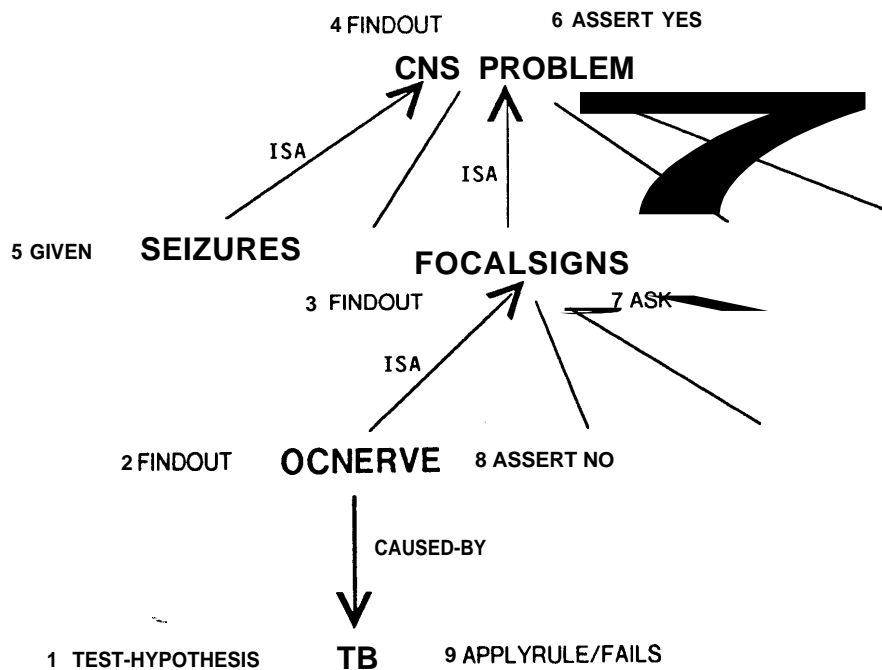 4 FINDOUT 6 ASSERT YES
CNS PROBLEM
ISA
ISA
5 GIVEN SEIZURES
FOCALSIGNS
3 FINDOUT 7 ASK
ISA
2 FINDOUT OCNERVE 8 ASSERT NO
CAUSED-BY
1 TEST-HYPOTHESIS TB 9 APPLYRULE/FAILS